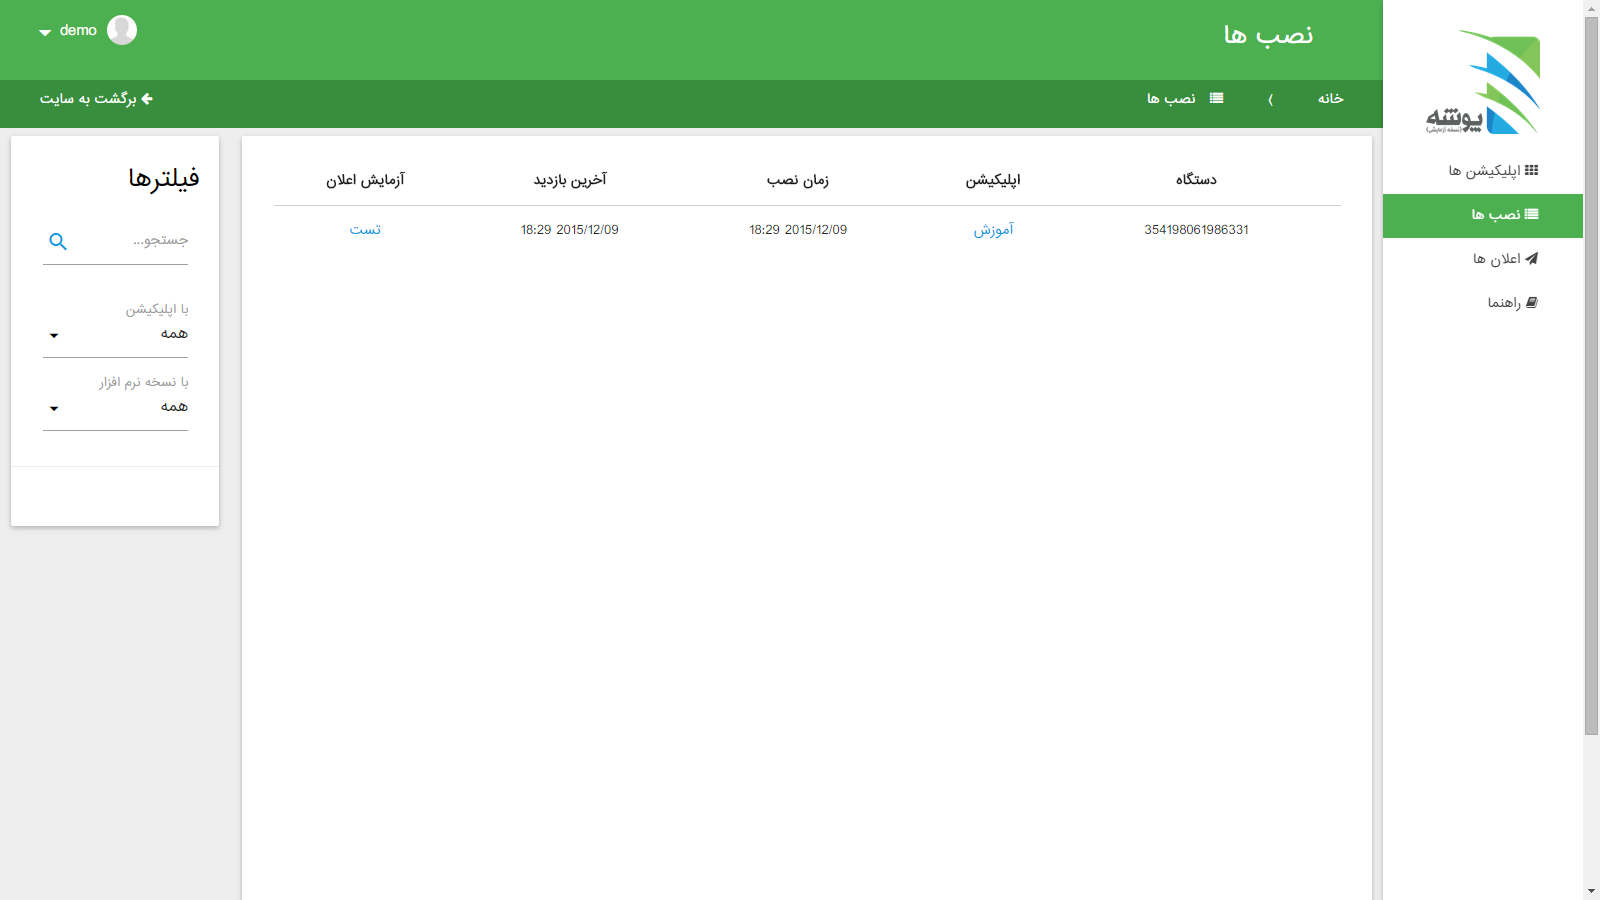 پوشه
(نسخه آزمایشی)
اپلیکیشن ها
نصب ها
اعلان ها
راهنما
نصب ها
demo
خانه
⟩
نصب ها
برگشت به سایت
دستگاه	اپلیکیشن	زمان نصب	آخرین بازدید	آزمایش اعلان
354198061986331	آموزش	2015/12/09 18:29	2015/12/09 18:29	تست
فیلترها
جستجو...
با اپلیکیشن
همه
با نسخه نرم افزار
همه